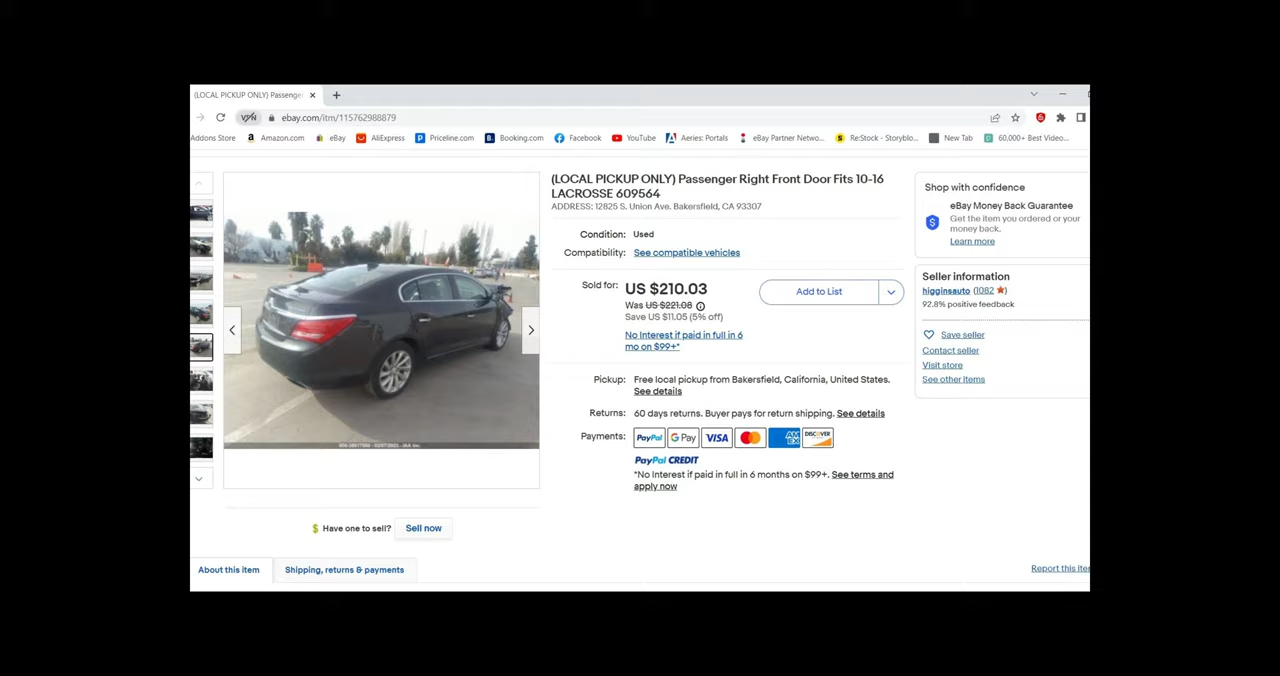 (LOCAL PICKUP ONLY) Passenger
VPN ebay.com/itm/115762988879
Addons Store Amazon.com eBay AliExpress Priceline.com Booking.com Facebook YouTube Aeries: Portals eBay Partner Netwo... Re:Stock - Storyblo... New Tab 60,000+ Best Video...
(LOCAL PICKUP ONLY) Passenger Right Front Door Fits 10-16
LACROSSE 609564
ADDRESS: 12825 S. Union Ave. Bakersfield, CA 93307
Condition: Used
Compatibility: See compatible vehicles
Sold for: US $210.03
Was US $221.08
Save US $11.05 (5% off)
No Interest if paid in full in 6
mo on $99+*
Add to List
Pickup: Free local pickup from Bakersfield, California, United States.
See details
Returns: 60 days returns. Buyer pays for return shipping. See details
Payments: PayPal G Pay VISA AMEX DISCOVER
PayPal CREDIT
*No Interest if paid in full in 6 months on $99+. See terms and
apply now
Shop with confidence
eBay Money Back Guarantee
Get the item you ordered or your
money back.
Learn more
Seller information
higginsauto (1082)
92.8% positive feedback
Save seller
Contact seller
Visit store
See other items
Have one to sell? Sell now
About this item Shipping, returns & payments
Report this ite